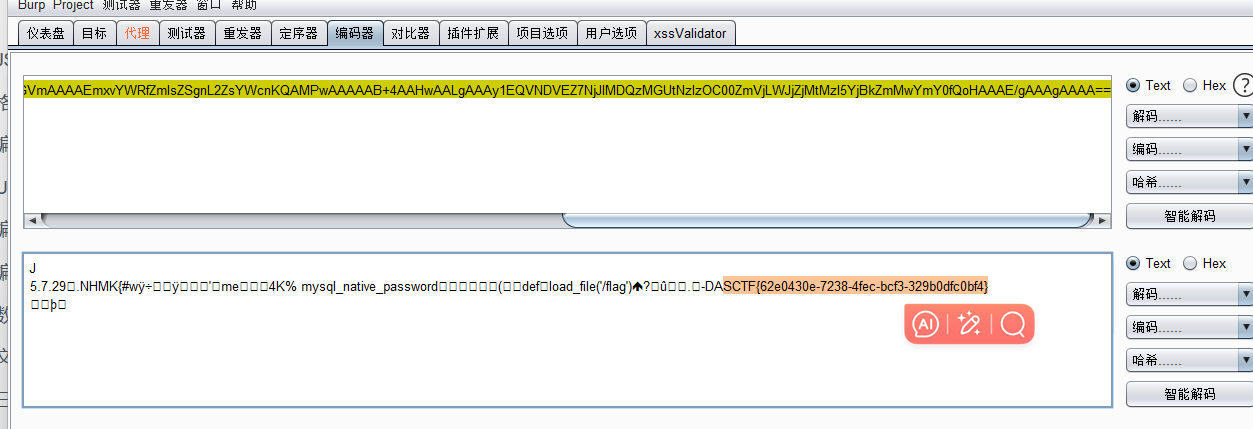 Burp Project 测试器 重发器 窗口 帮助
仪表盘 目标 代理 测试器 重发器 定序器 编码器 对比器 插件扩展 项目选项 用户选项 xssValidator
Text Hex ?
解码......
编码......
哈希......
智能解码
J
5.7.29 .NHMK{#wÿ÷ ÿ ' me 4K% mysql_native_password ( def load_file('/flag') ? û . -DASCTF{62e0430e-7238-4fec-bcf3-329b0dfc0bf4}
þ
AI
Text Hex
解码......
编码......
哈希......
智能解码